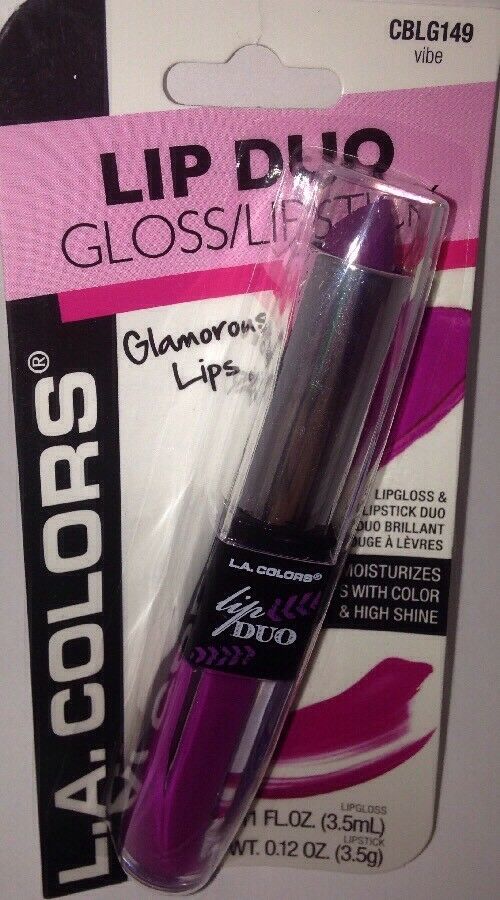 CBLG149
vibe
LIP DUO
GLOSS/LIPSTICK
Glamorous
Lips
L.A. COLORS®
LIPGLOSS &
LIPSTICK DUO
DUO BRILLANT
ROUGE À LÈVRES
MOISTURIZES
WITH COLOR
& HIGH SHINE
L.A. COLORS®
lip
DUO
LIPGLOSS
FL.OZ. (3.5mL)
LIPSTICK
WT. 0.12 OZ. (3.5g)